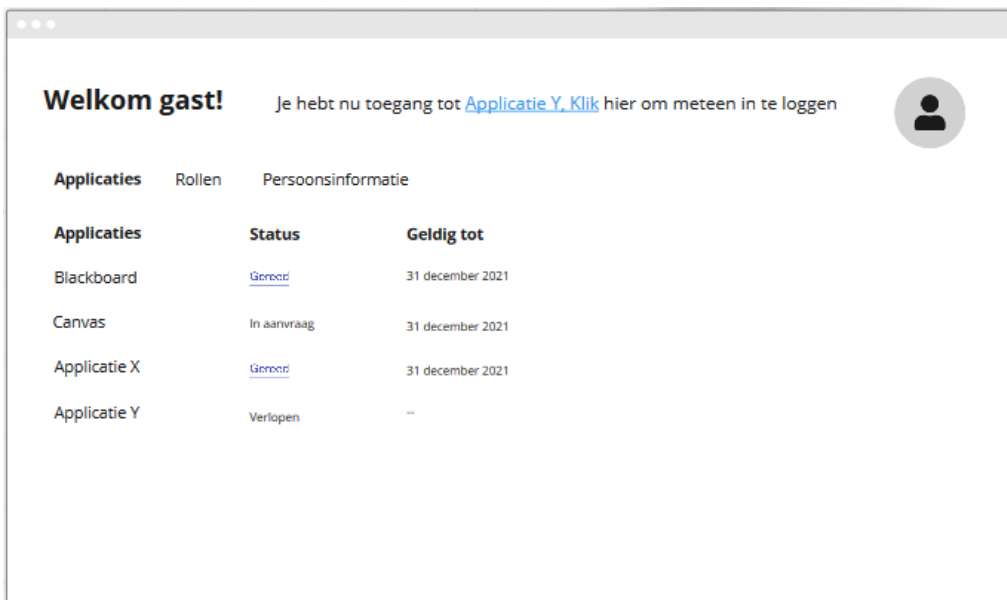 Welkom gast!
Je hebt nu toegang tot Applicatie Y, Klik hier om meteen in te loggen
Applicaties Rollen Persoonsinformatie
Applicaties Status Geldig tot
Blackboard Gereed 31 december 2021
Canvas In aanvraag 31 december 2021
Applicatie X Gereed 31 december 2021
Applicatie Y Verlopen --